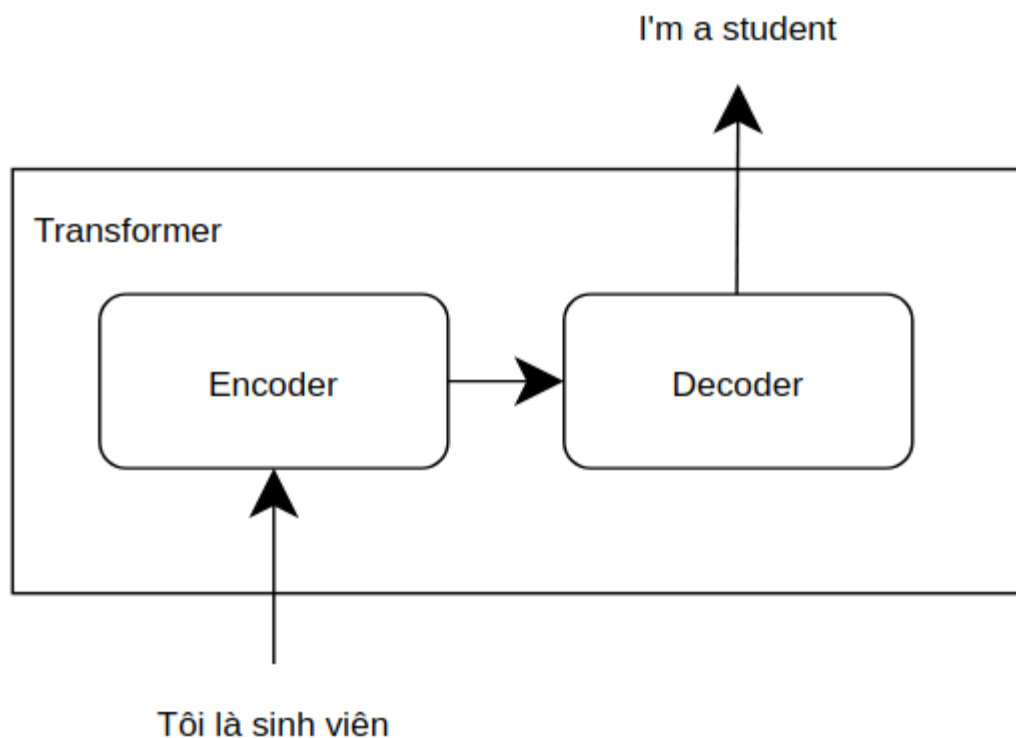 I'm a student
Transformer
Encoder
Decoder
Tôi là sinh viên